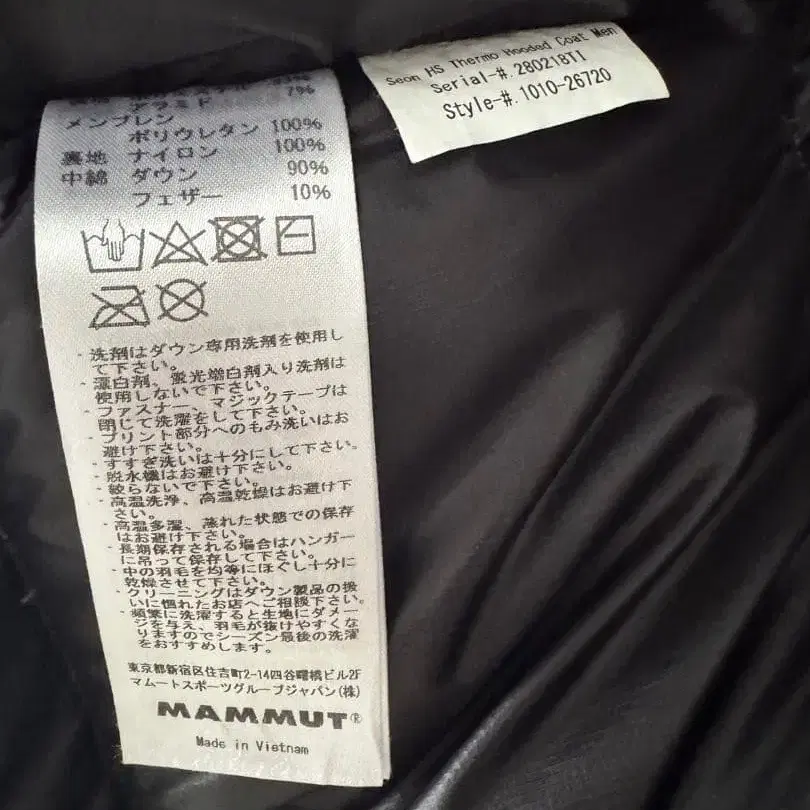 アラミド 7%
メンブレン
ポリウレタン 100%
裏地 ナイロン 100%
中綿 ダウン 90%
フェザー 10%
・洗剤はダウン専用洗剤を使用し
て下さい。
・漂白剤、蛍光増白剤入り洗剤は
使用しないで下さい。
・ファスナー、マジックテープは
閉じて洗濯をして下さい。
・プリント部分へのもみ洗いはお
避け下さい。
・すすぎ洗いは十分にして下さい。
・脱水機はお避け下さい。
・絞らないで下さい。
・高温洗浄、高温乾燥はお避け下
さい。
・高温多湿、蒸れた状態での保存
はお避け下さい。
・長期保存される場合はハンガー
に吊って保存して下さい。
・中の羽毛を均等にほぐし十分に
乾燥させて下さい。
・クリーニングはダウン製品の扱
いに慣れたお店へご相談下さい。
・頻繁に洗濯すると生地にダメー
ジを与え、羽毛が抜けやすくな
りますのでシーズン最後の洗濯
をおすすめします。
東京都新宿区住吉町2-14四谷曙橋ビル2F
マムートスポーツグループジャパン(株)
MAMMUT®
Made in Vietnam
Seon HS Thermo Hooded Coat Men
Serial-#.280218TI
Style-#.1010-26720